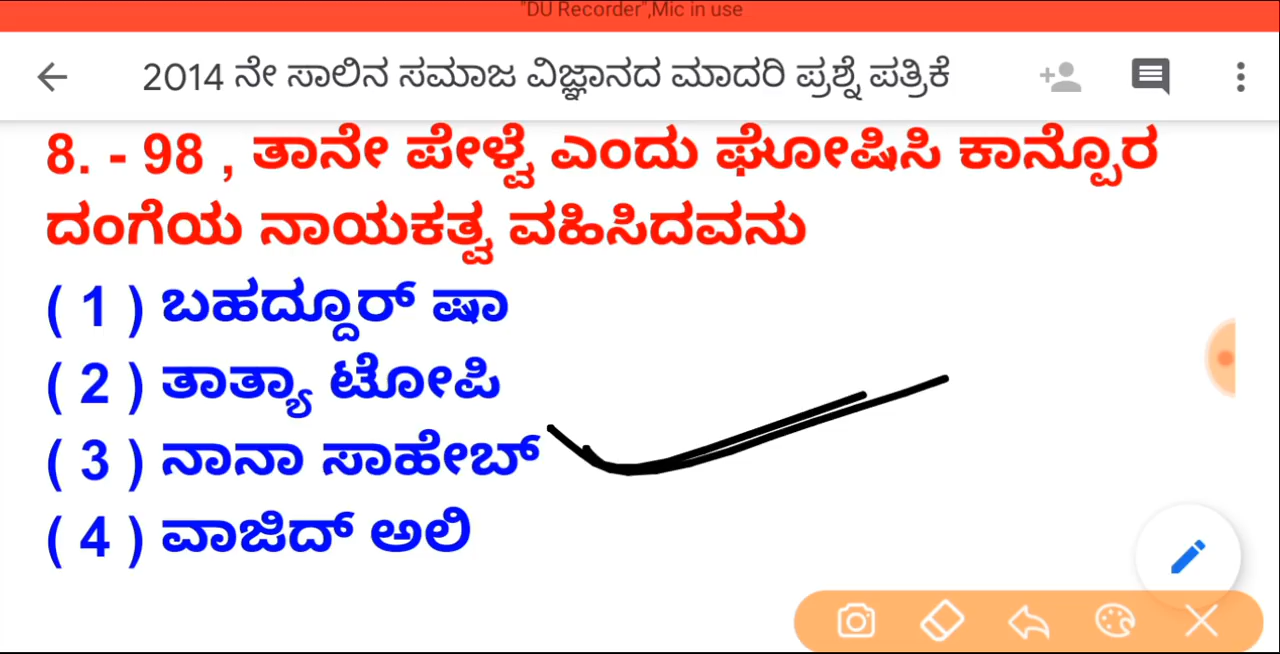 "DU Recorder",Mic in use
2014 ನೇ ಸಾಲಿನ ಸಮಾಜ ವಿಜ್ಞಾನದ ಮಾದರಿ ಪ್ರಶ್ನೆ ಪತ್ರಿಕೆ
8. - 98 , ತಾನೇ ಪೇಳ್ವೆ ಎಂದು ಘೋಷಿಸಿ ಕಾನ್ಪೊರ
ದಂಗೆಯ ನಾಯಕತ್ವ ವಹಿಸಿದವನು
( 1 ) ಬಹದ್ದೂರ್ ಷಾ
( 2 ) ತಾತ್ಯಾ ಟೋಪಿ
( 3 ) ನಾನಾ ಸಾಹೇಬ್
( 4 ) ವಾಜಿದ್ ಅಲಿ